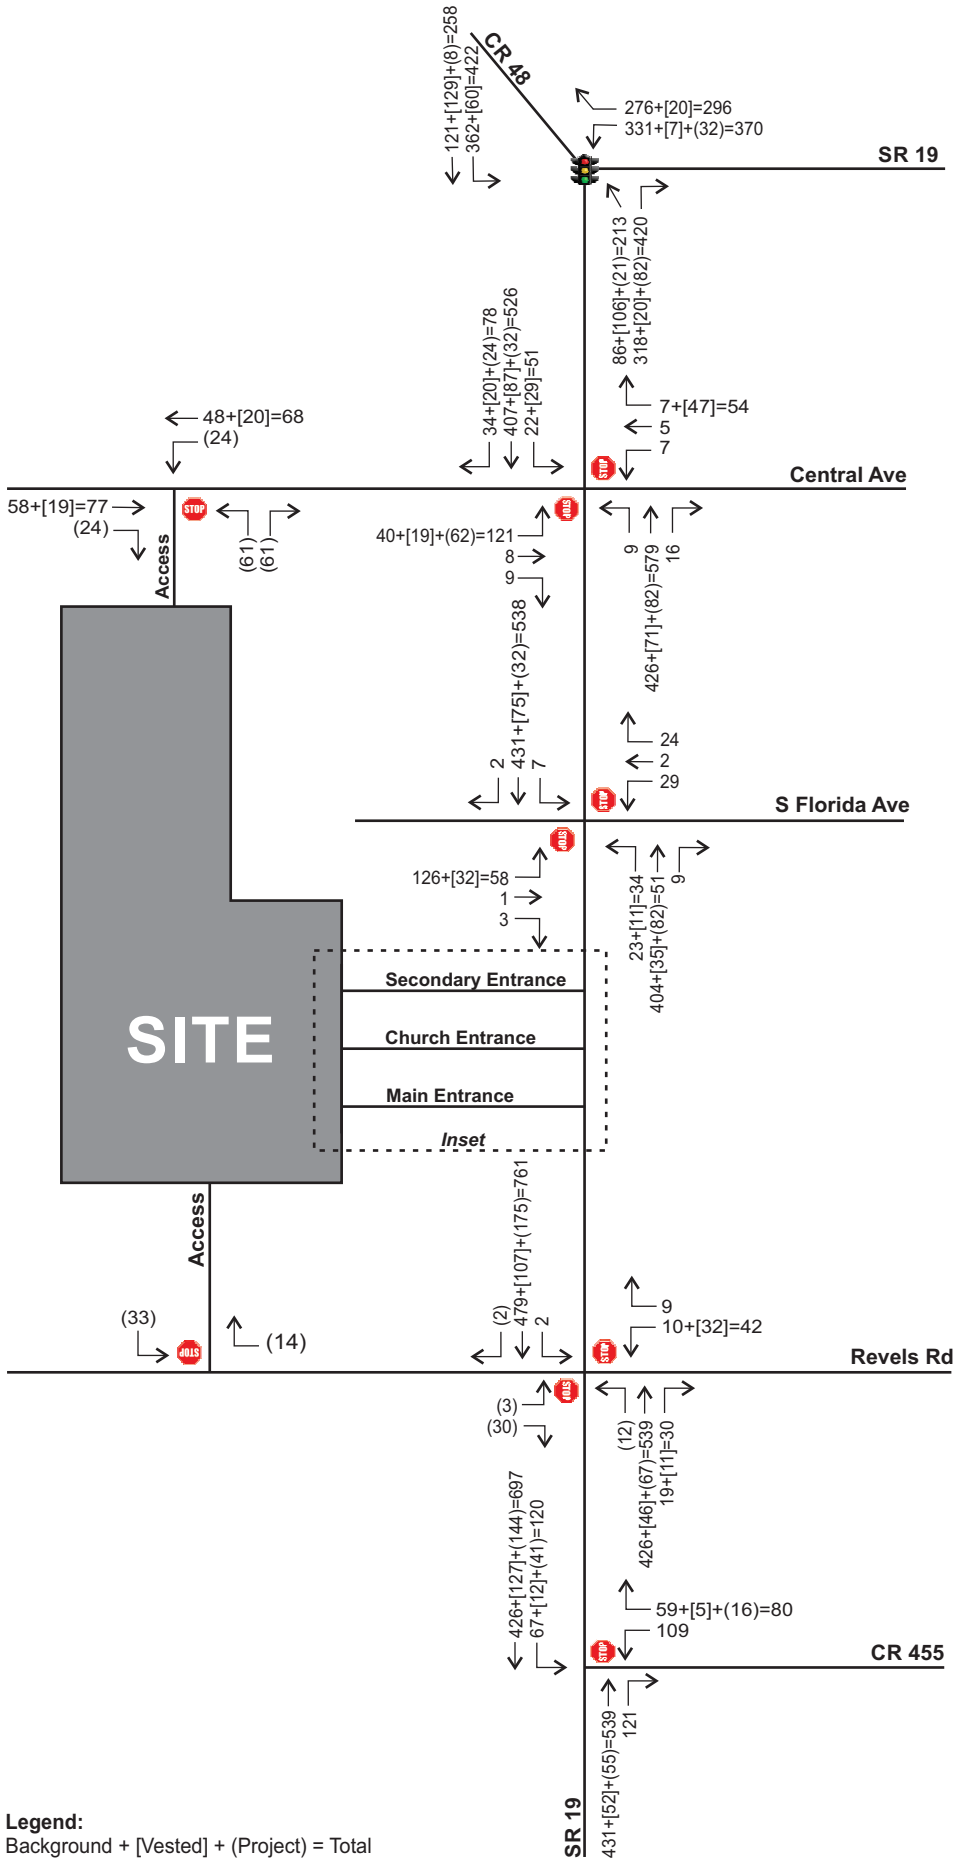 CR 48
121+[129]+(8)=258
362+[60]=422
276+[20]=296
331+[7]+(32)=370
SR 19
86+[106]+(21)=213
318+[20]+(82)=420
34+[20]+(24)=78
407+[87]+(32)=526
22+[29]=51
7+[47]=54
5
7
48+[20]=68
(24)
STOP
Central Ave
58+[19]=77
(24)
STOP
(61)
(61)
Access
STOP
40+[19]+(62)=121
8
9
9
426+[71]+(82)=579
16
2
431+[75]+(32)=538
7
24
2
29
STOP
S Florida Ave
STOP
126+[32]=58
1
3
23+[11]=34
404+[35]+(82)=51
9
Secondary Entrance
SITE
Church Entrance
Main Entrance
Inset
Access
(2)
479+[107]+(175)=761
2
9
10+[32]=42
(33)
STOP
(14)
STOP
Revels Rd
(3)
(30)
STOP
(12)
426+[46]+(67)=539
19+[11]=30
426+[127]+(144)=697
67+[12]+(41)=120
59+[5]+(16)=80
109
STOP
CR 455
431+[52]+(55)=539
121
SR 19
Legend:
Background + [Vested] + (Project) = Total